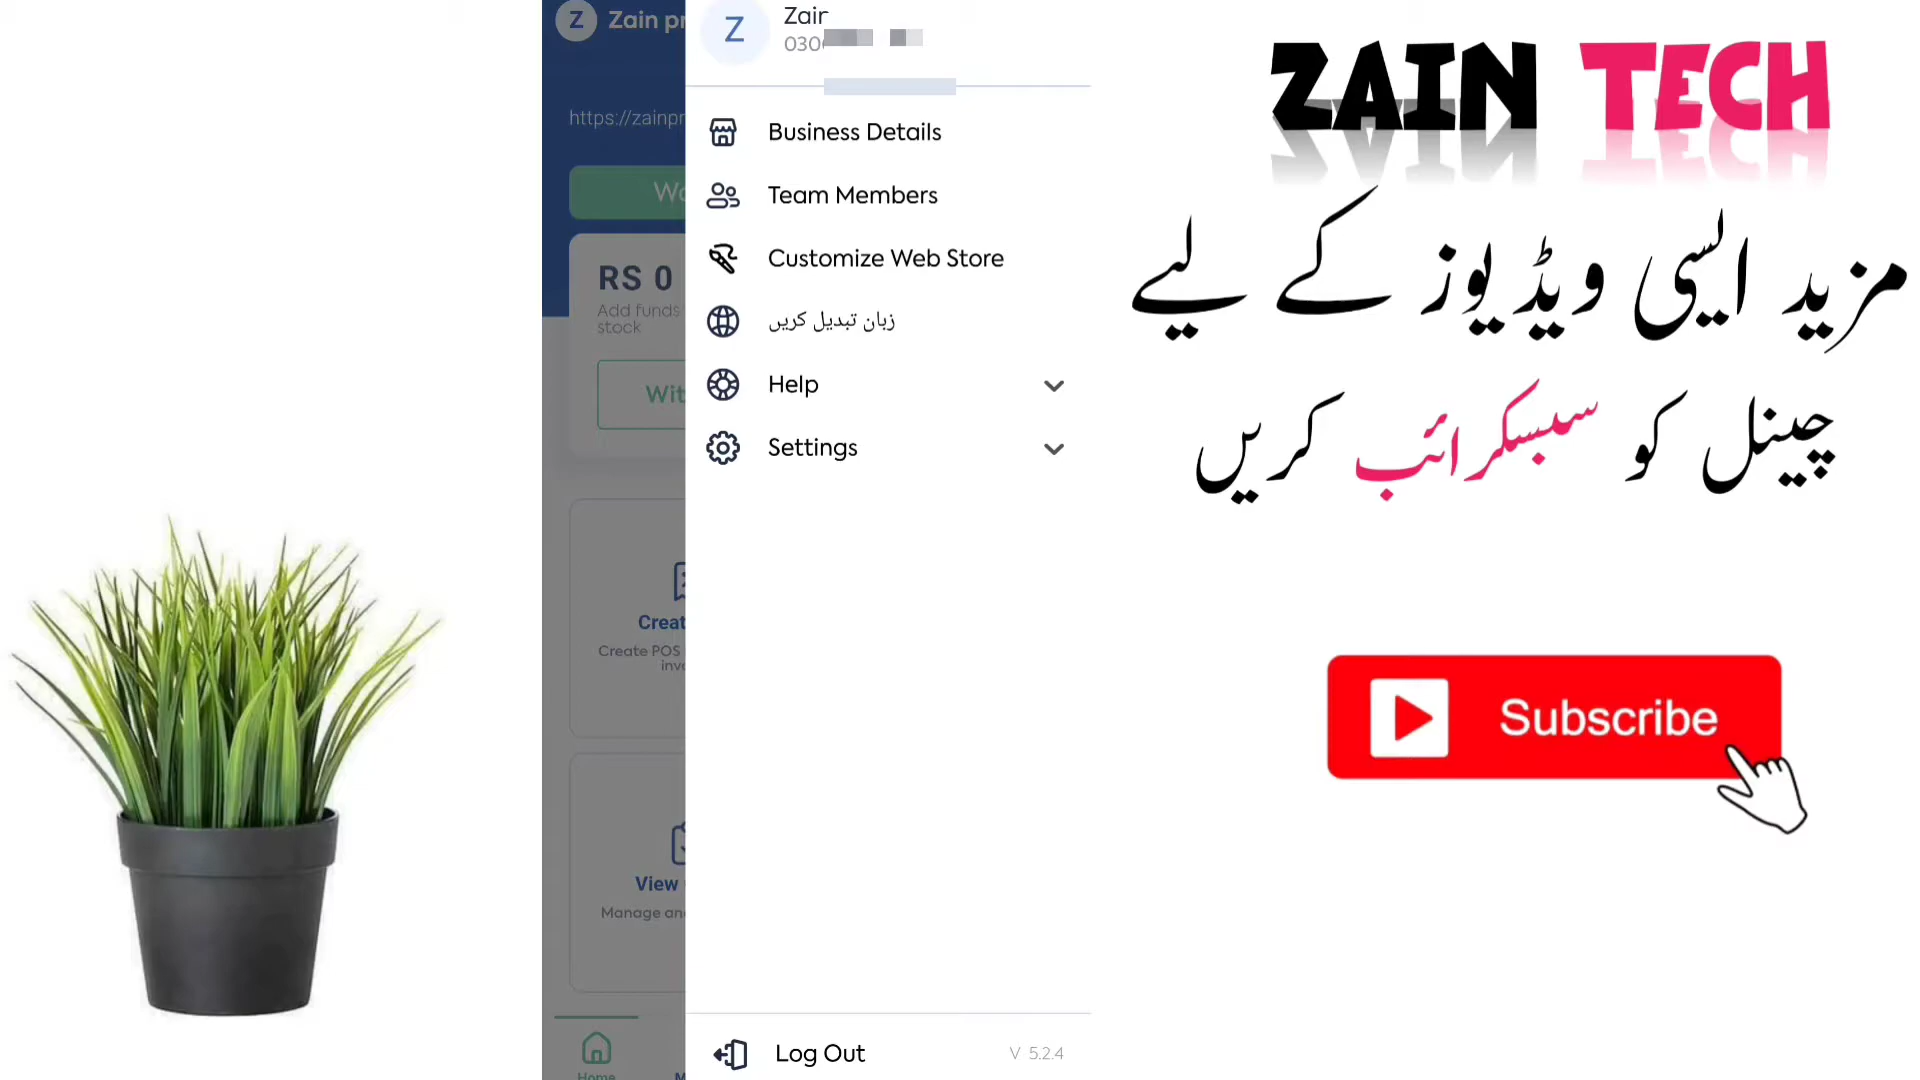 Z Zain pr
https://zainpr
RS 0
Add funds
stock
Wit
Creat
Create POS
View
Manage an
Home
Z
Zair
030
Business Details
Team Members
Customize Web Store
زبان تبدیل کریں
Help
Settings
Log Out
V 5.2.4
ZAIN TECH
مزید ایسی ویڈیوز کے لیے
چینل کو سبسکرائب کریں
Subscribe